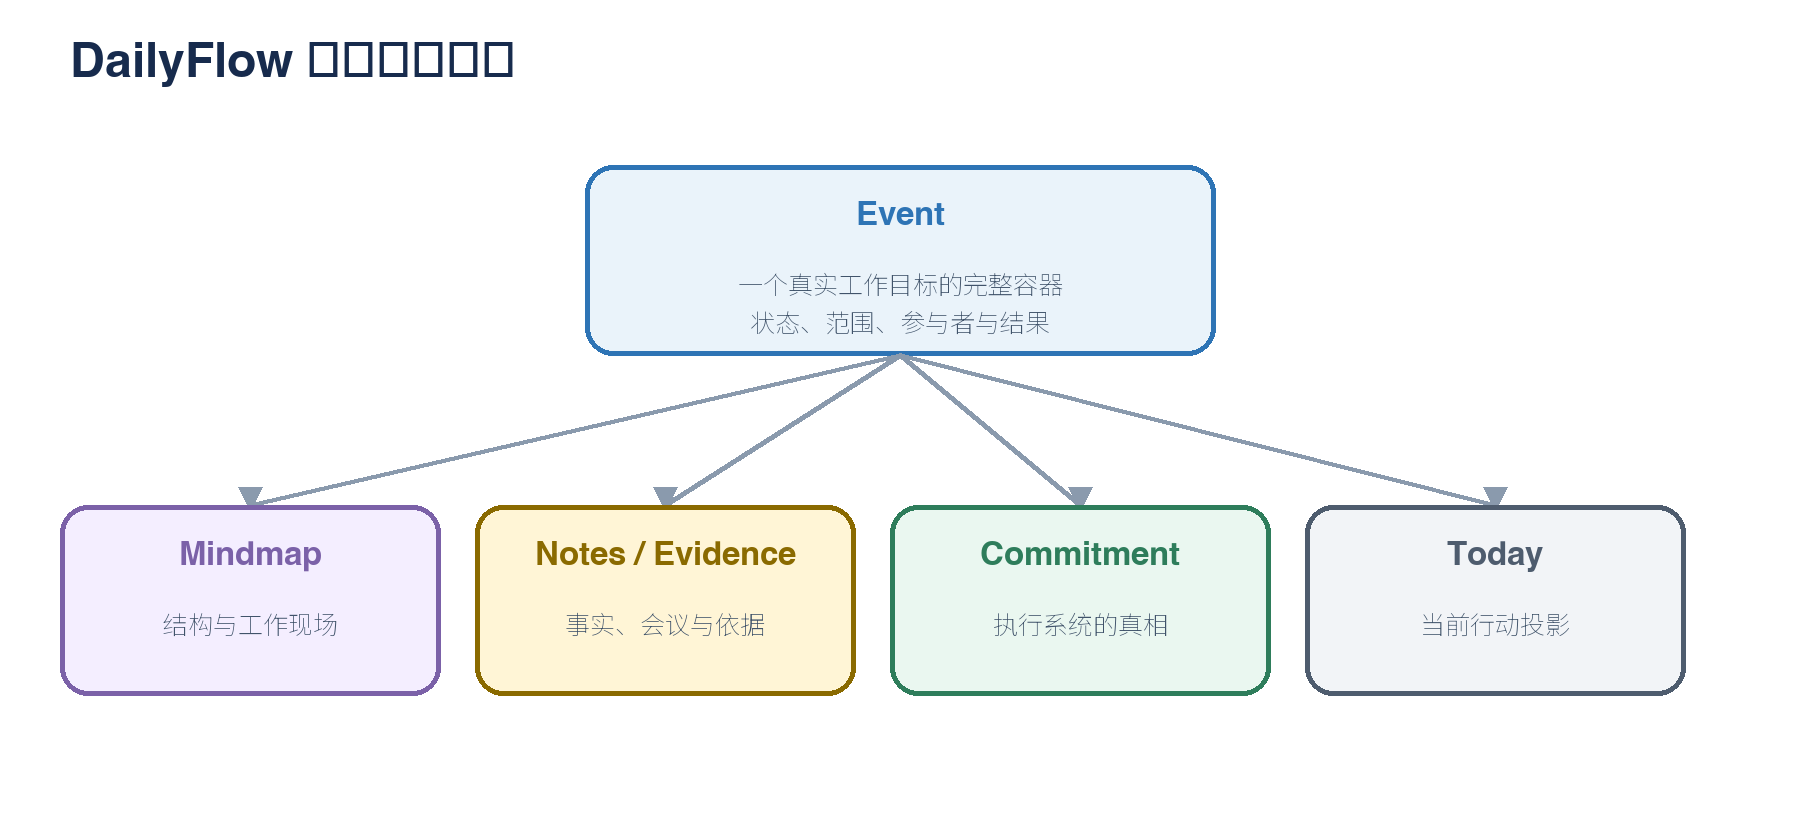 DailyFlow
Event
一个真实工作目标的完整容器
状态、范围、参与者与结果
Mindmap
Notes / Evidence
Commitment
Today
结构与工作现场
事实、会议与依据
执行系统的真相
当前行动投影